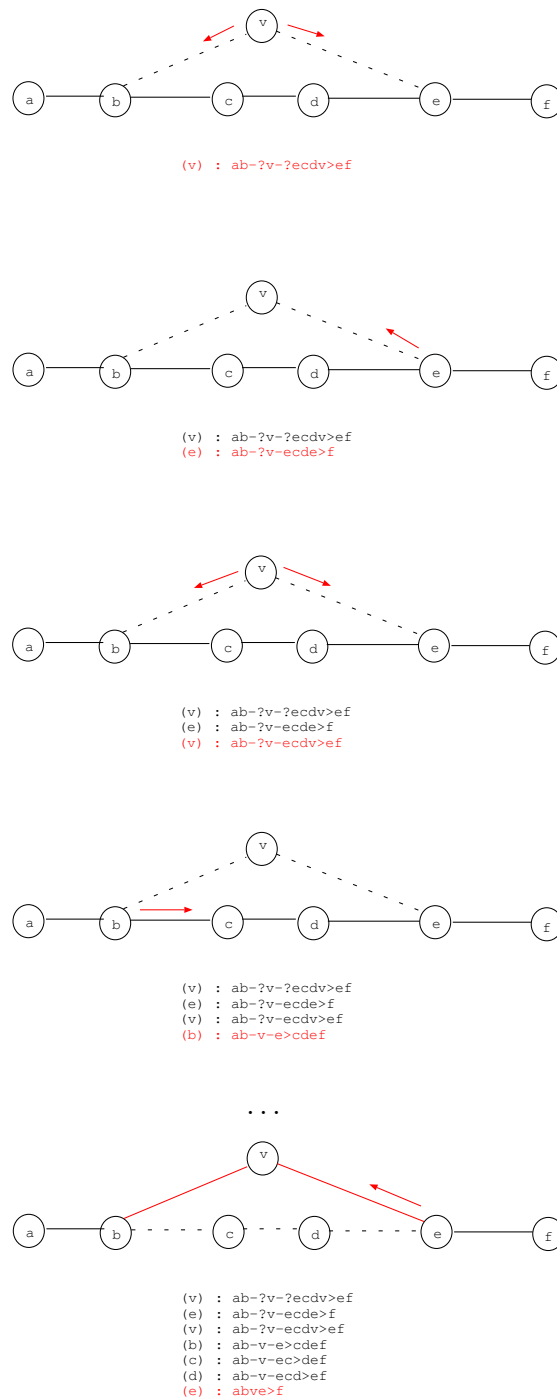 v
a b c d e f
(v) : ab-?v-?ecdv>ef
v
a b c d e f
(v) : ab-?v-?ecdv>ef
(e) : ab-?v-ecde>f
v
a b c d e f
(v) : ab-?v-?ecdv>ef
(e) : ab-?v-ecde>f
(v) : ab-?v-ecdv>ef
v
a b c d e f
(v) : ab-?v-?ecdv>ef
(e) : ab-?v-ecde>f
(v) : ab-?v-ecdv>ef
(b) : ab-v-e>cdef
...
v
a b c d e f
(v) : ab-?v-?ecdv>ef
(e) : ab-?v-ecde>f
(v) : ab-?v-ecdv>ef
(b) : ab-v-e>cdef
(c) : ab-v-ec>def
(d) : ab-v-ecd>ef
(e) : abve>f